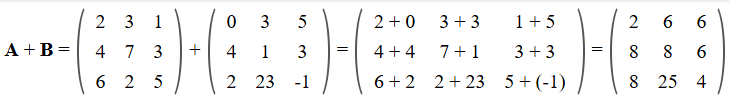 2 3 1 0 3 5 2 + 0 3 + 3 1 + 5 2 6 6
A + B = 4 7 3 + 4 1 3 = 4 + 4 7 + 1 3 + 3 = 8 8 6
6 2 5 2 23 -1 6 + 2 2 + 23 5 + (-1) 8 25 4